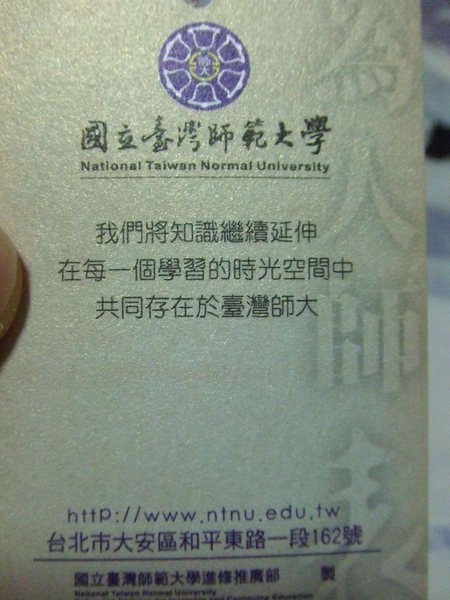 師大
國立臺灣師範大學
National Taiwan Normal University
我們將知識繼續延伸
在每一個學習的時光空間中
共同存在於臺灣師大
http://www.ntnu.edu.tw
台北市大安區和平東路一段162號
國立臺灣師範大學進修推廣部 製
National Taiwan Normal University